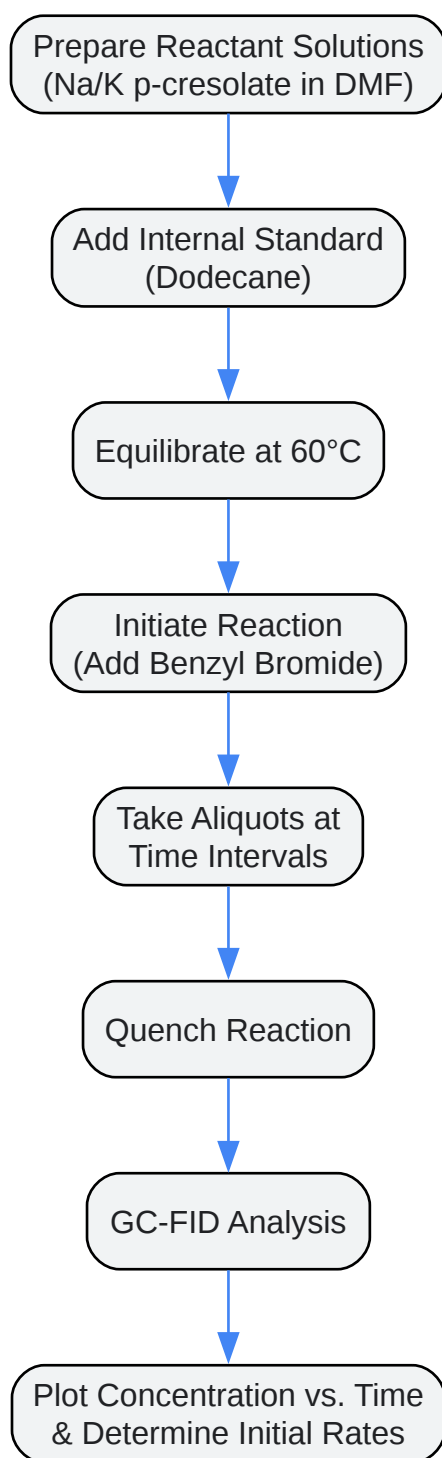 Prepare Reactant Solutions
(Na/K p-cresolate in DMF)
Add Internal Standard
(Dodecane)
Equilibrate at 60°C
Initiate Reaction
(Add Benzyl Bromide)
Take Aliquots at
Time Intervals
Quench Reaction
GC-FID Analysis
Plot Concentration vs. Time
& Determine Initial Rates